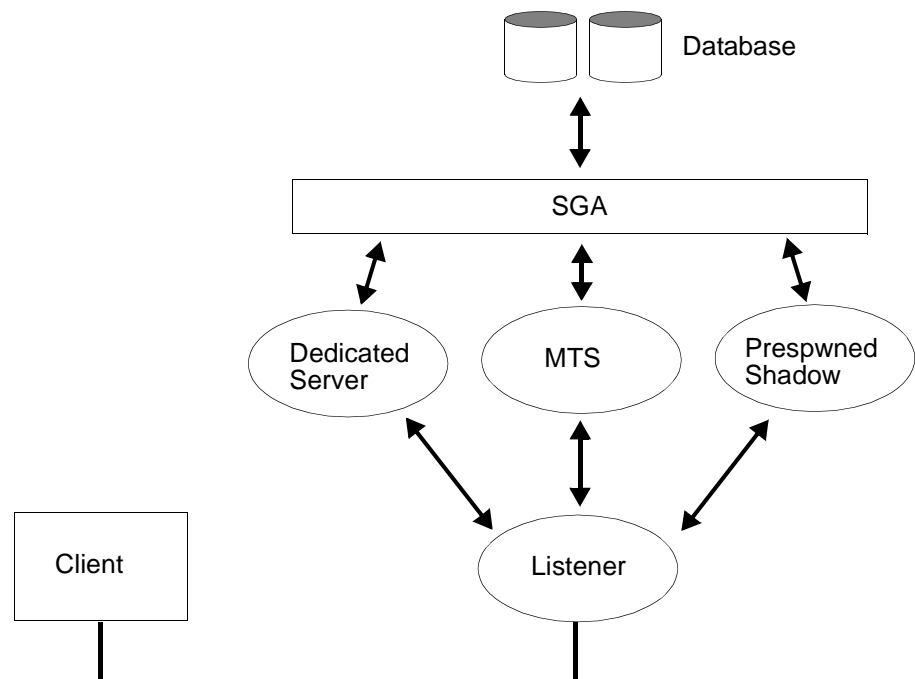 Database
SGA
Dedicated
Server
MTS
Prespwned
Shadow
Client
Listener